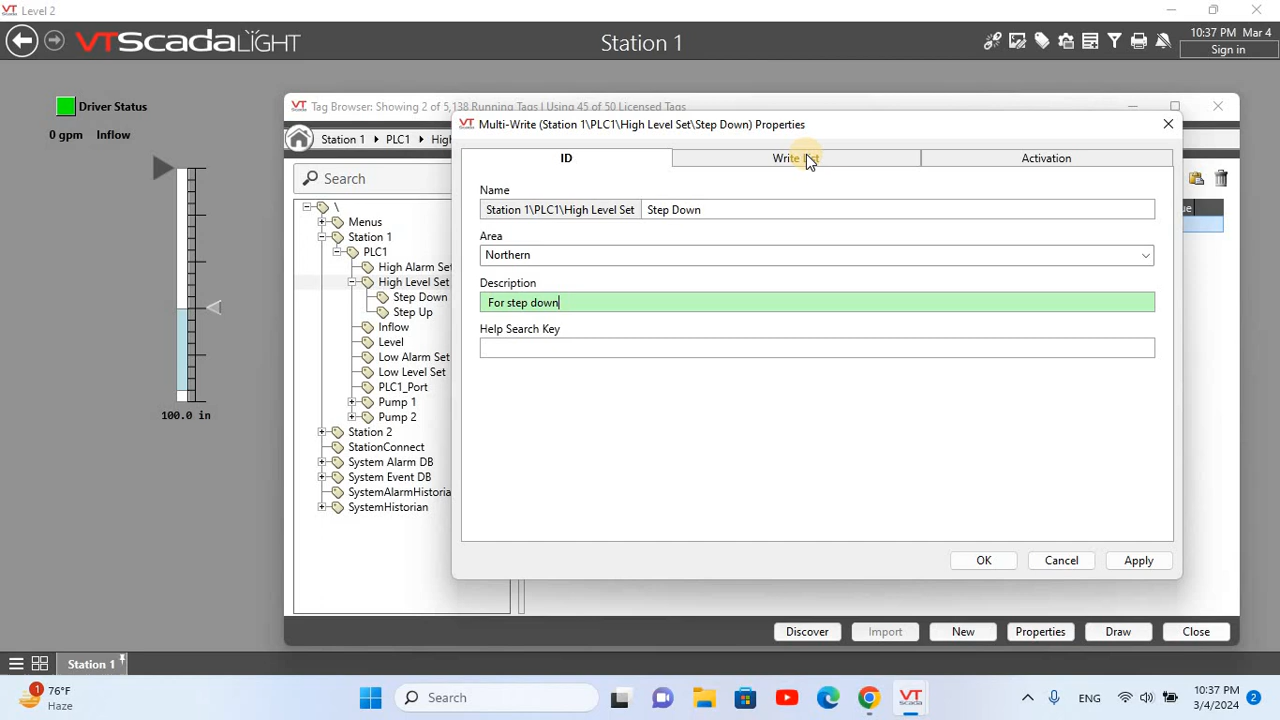 Level 2
VTScadaLIGHT
Station 1
10:37 PM Mar 4
Sign in
Driver Status
0 gpm Inflow
100.0 in
Tag Browser: Showing 2 of 5,138 Running Tags | Using 45 of 50 Licensed Tags
Station 1 PLC1 High
Search
\
Menus
Station 1
PLC1
High Alarm Set
High Level Set
Step Down
Step Up
Inflow
Level
Low Alarm Set
Low Level Set
PLC1_Port
Pump 1
Pump 2
Station 2
StationConnect
System Alarm DB
System Event DB
SystemAlarmHistoria
SystemHistorian
VT Multi-Write (Station 1\PLC1\High Level Set\Step Down) Properties
ID
Write
Activation
Name
Station 1\PLC1\High Level Set Step Down
Area
Northern
Description
For step down
Help Search Key
OK
Cancel
Apply
Discover
Import
New
Properties
Draw
Close
Station 1
1
76°F
Haze
Search
VT
ENG
10:37 PM
3/4/2024
2